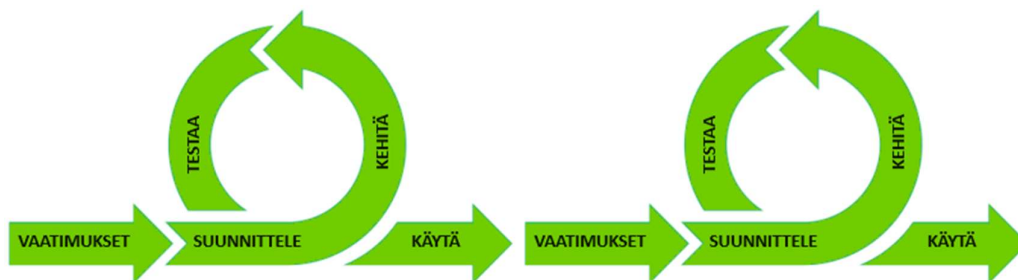 VAATIMUKSET
SUUNNITTELE
KEHITÄ
TESTAA
KÄYTÄ
VAATIMUKSET
SUUNNITTELE
KEHITÄ
TESTAA
KÄYTÄ